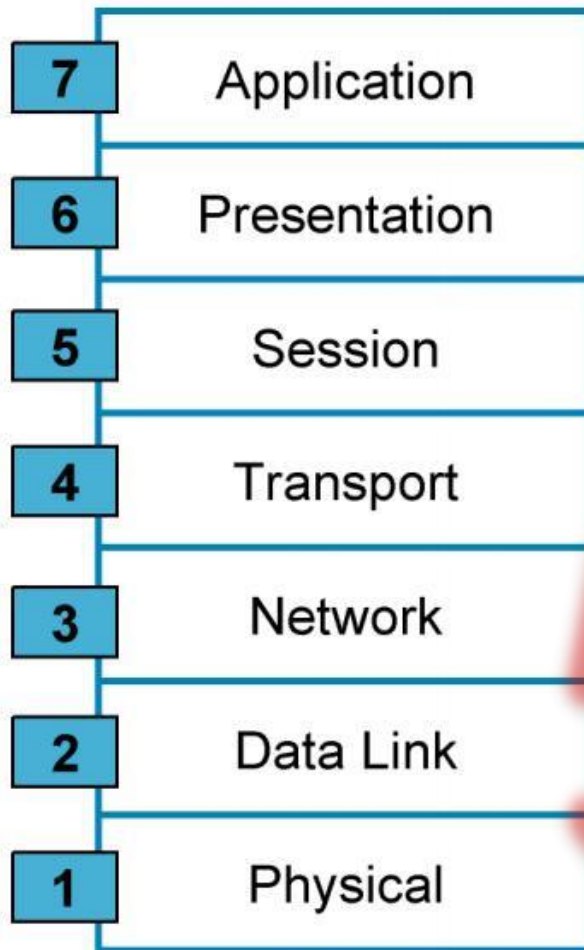 7 Application
6 Presentation
5 Session
4 Transport
3 Network
2 Data Link
1 Physical